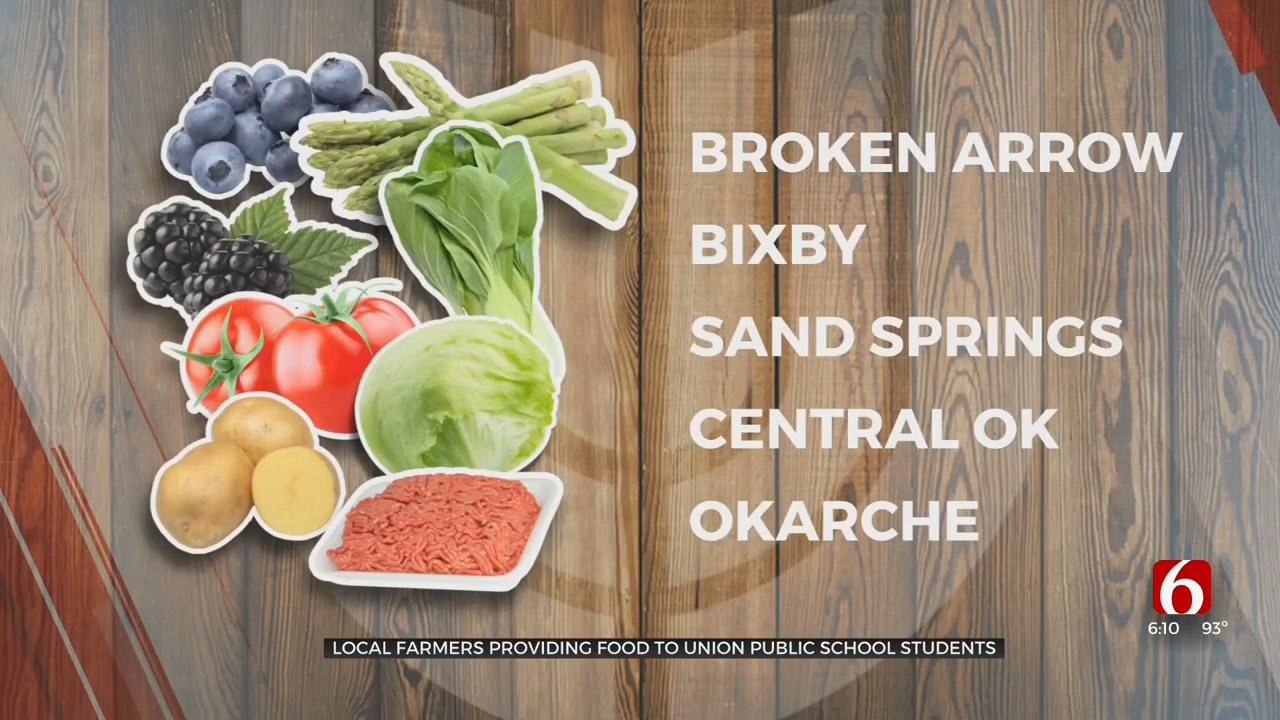 BROKEN ARROW
BIXBY
SAND SPRINGS
CENTRAL OK
OKARCHE
6
6:10 93°
LOCAL FARMERS PROVIDING FOOD TO UNION PUBLIC SCHOOL STUDENTS